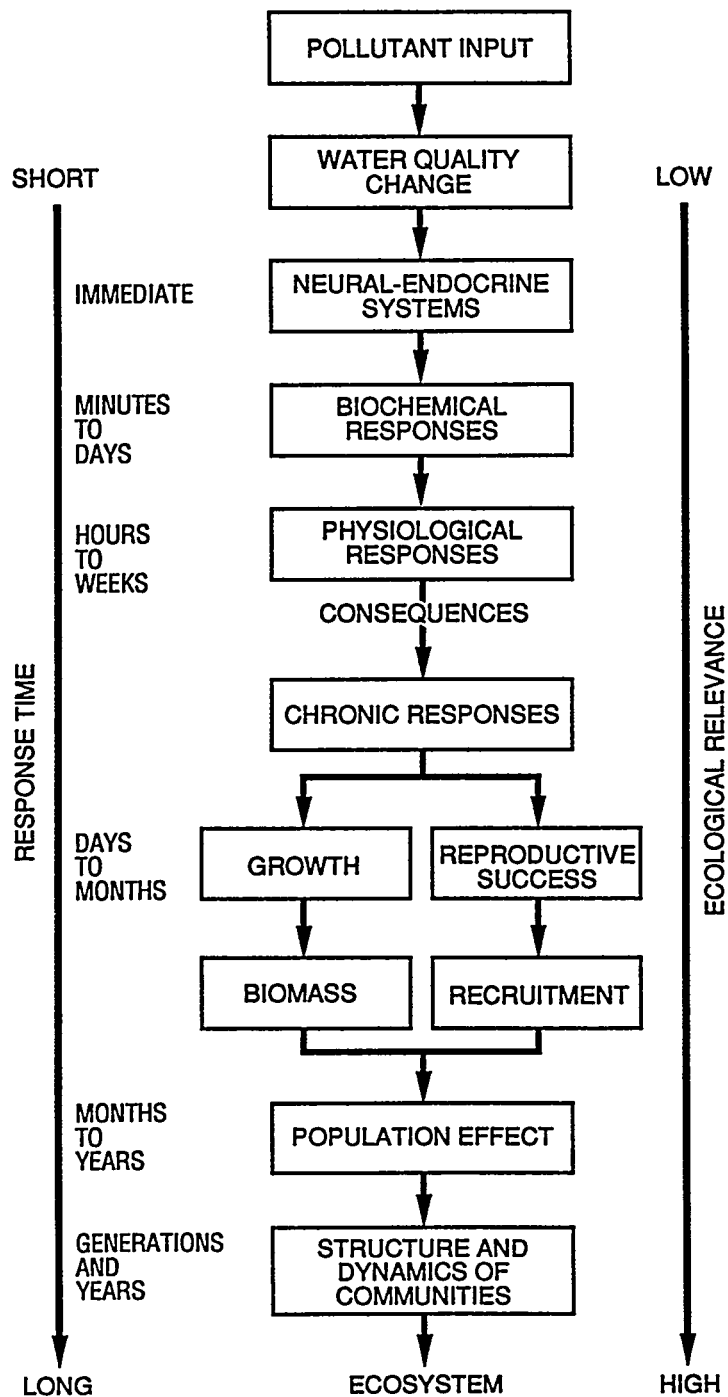 POLLUTANT INPUT
WATER QUALITY
CHANGE
SHORT
LOW
IMMEDIATE
NEURAL-ENDOCRINE
SYSTEMS
MINUTES
TO
DAYS
BIOCHEMICAL
RESPONSES
HOURS
TO
WEEKS
PHYSIOLOGICAL
RESPONSES
CONSEQUENCES
CHRONIC RESPONSES
RESPONSE TIME
ECOLOGICAL RELEVANCE
DAYS
TO
MONTHS
GROWTH
REPRODUCTIVE
SUCCESS
BIOMASS
RECRUITMENT
MONTHS
TO
YEARS
POPULATION EFFECT
GENERATIONS
AND
YEARS
STRUCTURE AND
DYNAMICS OF
COMMUNITIES
LONG
ECOSYSTEM
HIGH